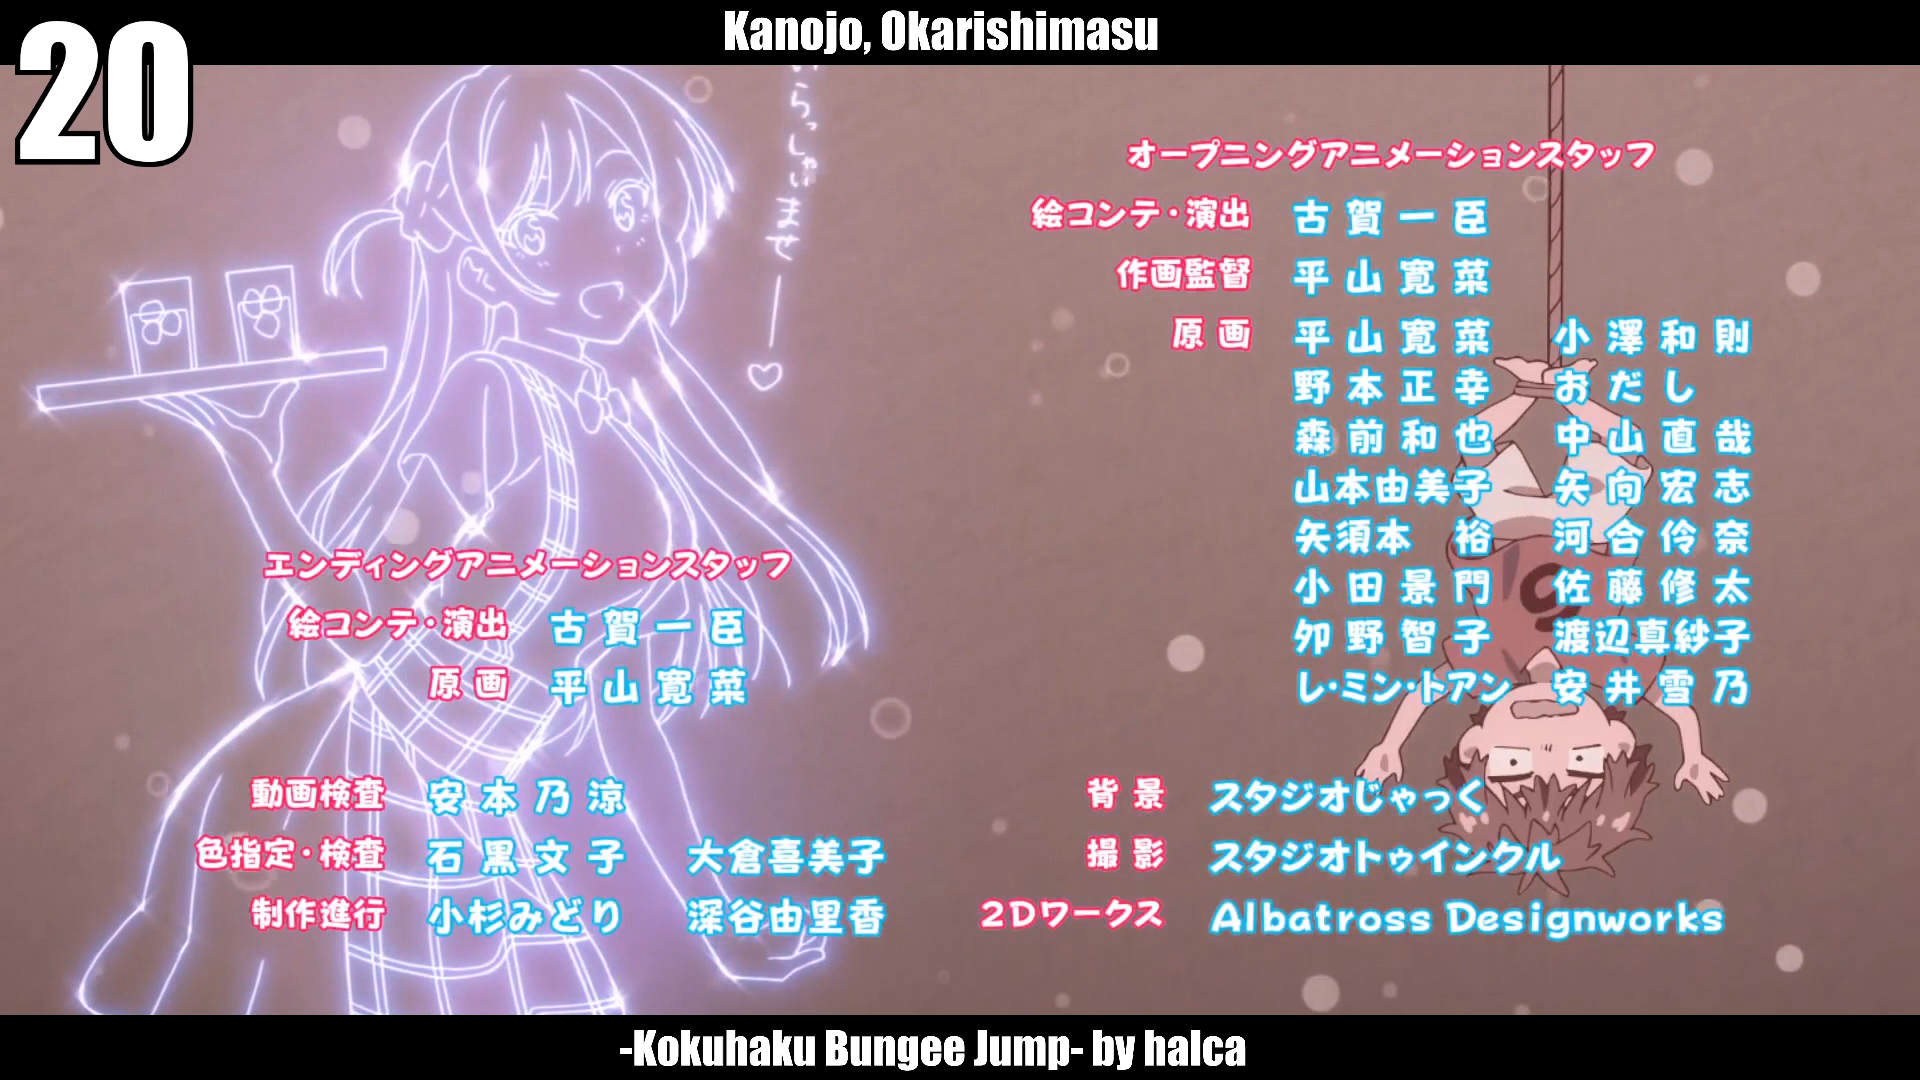 Kanojo, Okarishimasu
20
らっしゃいませ
オープニングアニメーションスタッフ
絵コンテ・演出 古賀一臣
作画監督 平山寛菜
原画 平山寛菜 小澤和則
野本正幸 おだし
森前和也 中山直哉
山本由美子 矢向宏志
矢須本 裕 河合伶奈
小田景門 佐藤修太
夘野智子 渡辺真紗子
レ・ミン・トアン 安井雪乃
エンディングアニメーションスタッフ
絵コンテ・演出 古賀一臣
原画 平山寛菜
動画検査 安本乃涼
色指定・検査 石黒文子 大倉喜美子
制作進行 小杉みどり 深谷由里香
背景 スタジオじゃっく
撮影 スタジオトゥインクル
2Dワークス Albatross Designworks
-Kokuhaku Bungee Jump- by halca